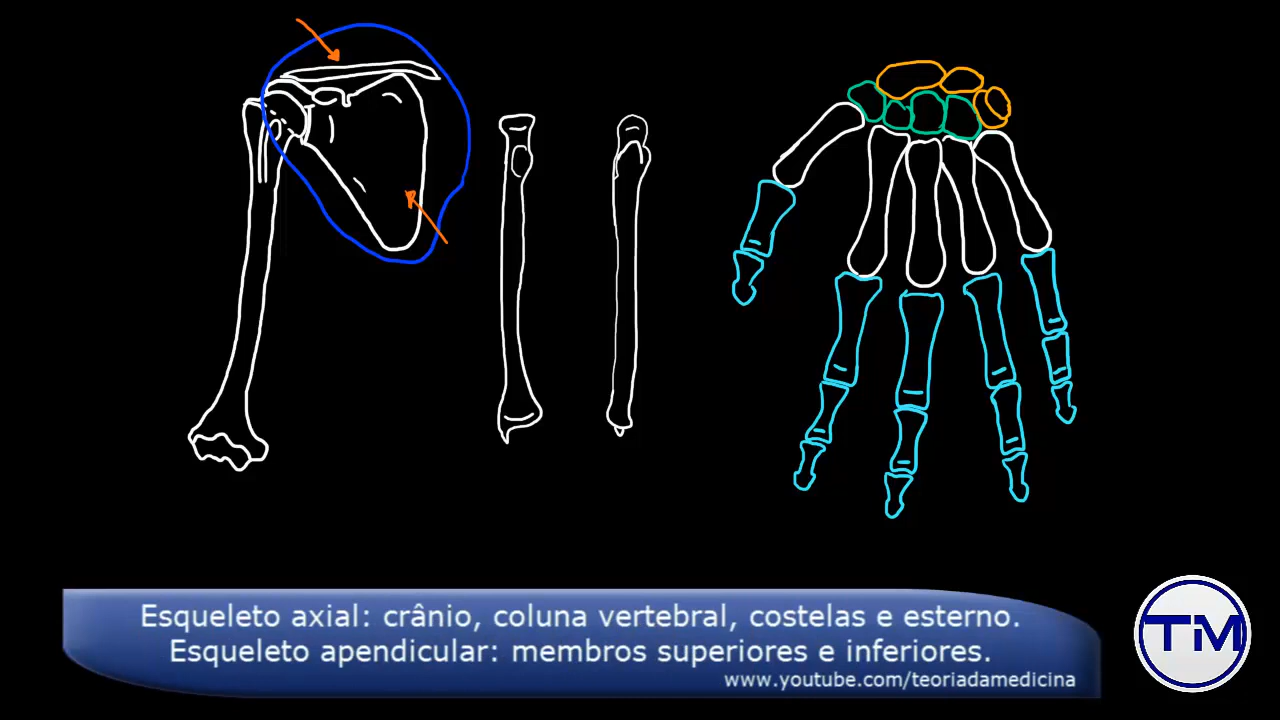 Esqueleto axial: crânio, coluna vertebral, costelas e esterno.
Esqueleto apendicular: membros superiores e inferiores.
www.youtube.com/teoriadamedicina
TM